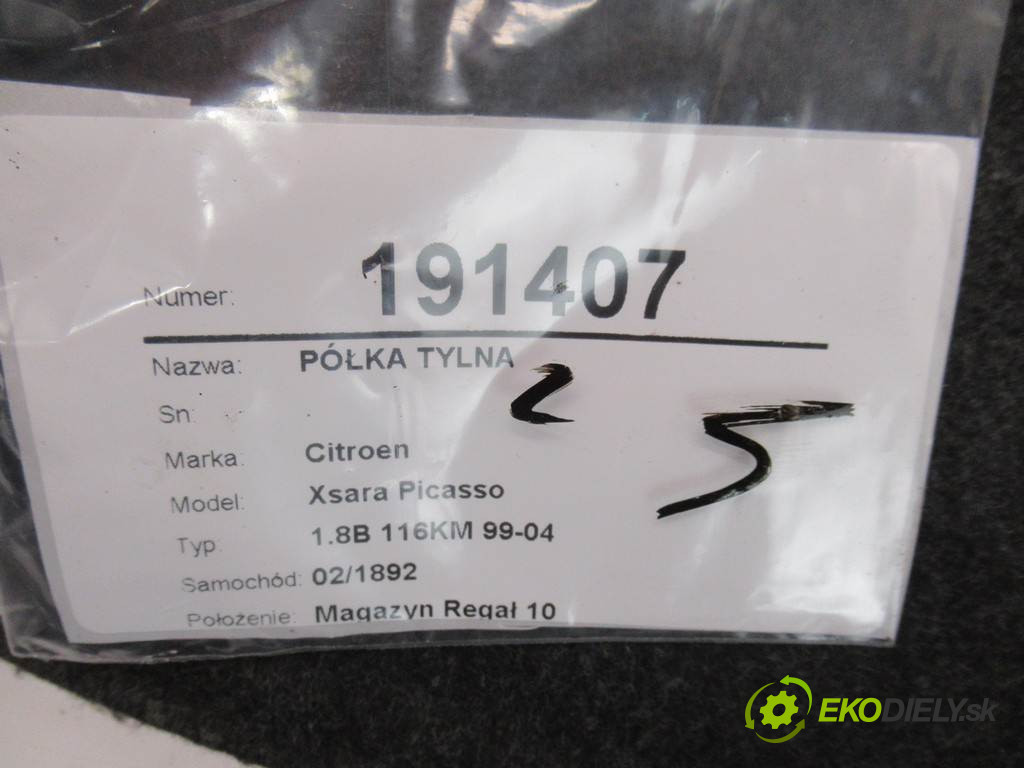 Numer: 191407
Nazwa: PÓŁKA TYLNA
2
Sn:
5
Marka: Citroen
Model: Xsara Picasso
Typ: 1.8B 116KM 99-04
Samochód: 02/1892
Położenie: Magazyn Regał 10
EKODIELY.sk